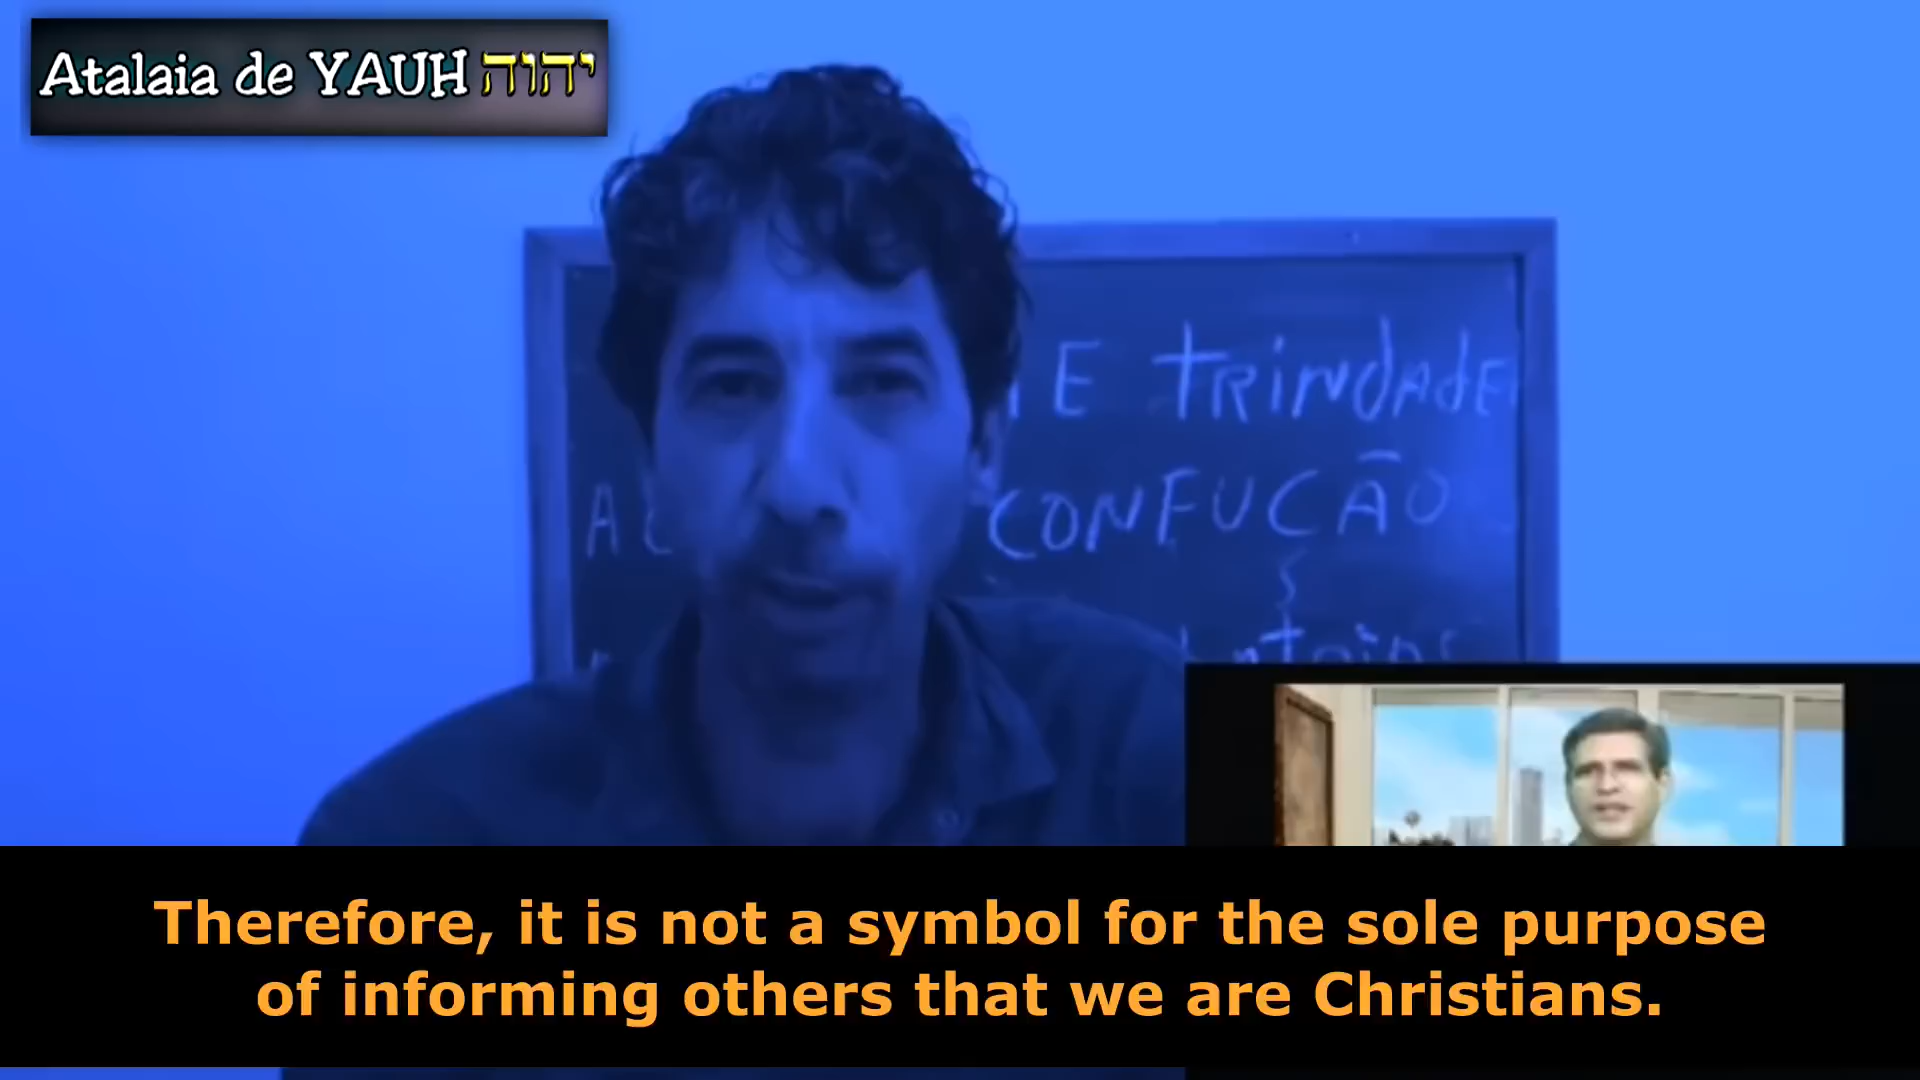 Atalaia de YAUH יהוה
E TRINDADE
CONFUCÃO
Therefore, it is not a symbol for the sole purpose
of informing others that we are Christians.